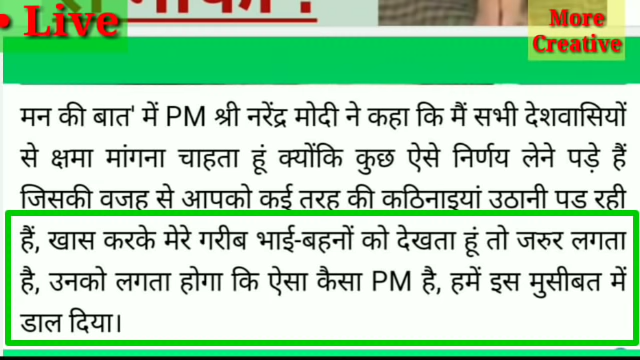 • Live
More
Creative
मन की बात' में PM श्री नरेंद्र मोदी ने कहा कि मैं सभी देशवासियों
से क्षमा मांगना चाहता हूं क्योंकि कुछ ऐसे निर्णय लेने पड़े हैं
जिसकी वजह से आपको कई तरह की कठिनाइयां उठानी पड रही
हैं, खास करके मेरे गरीब भाई-बहनों को देखता हूं तो जरुर लगता
है, उनको लगता होगा कि ऐसा कैसा PM है, हमें इस मुसीबत में
डाल दिया।